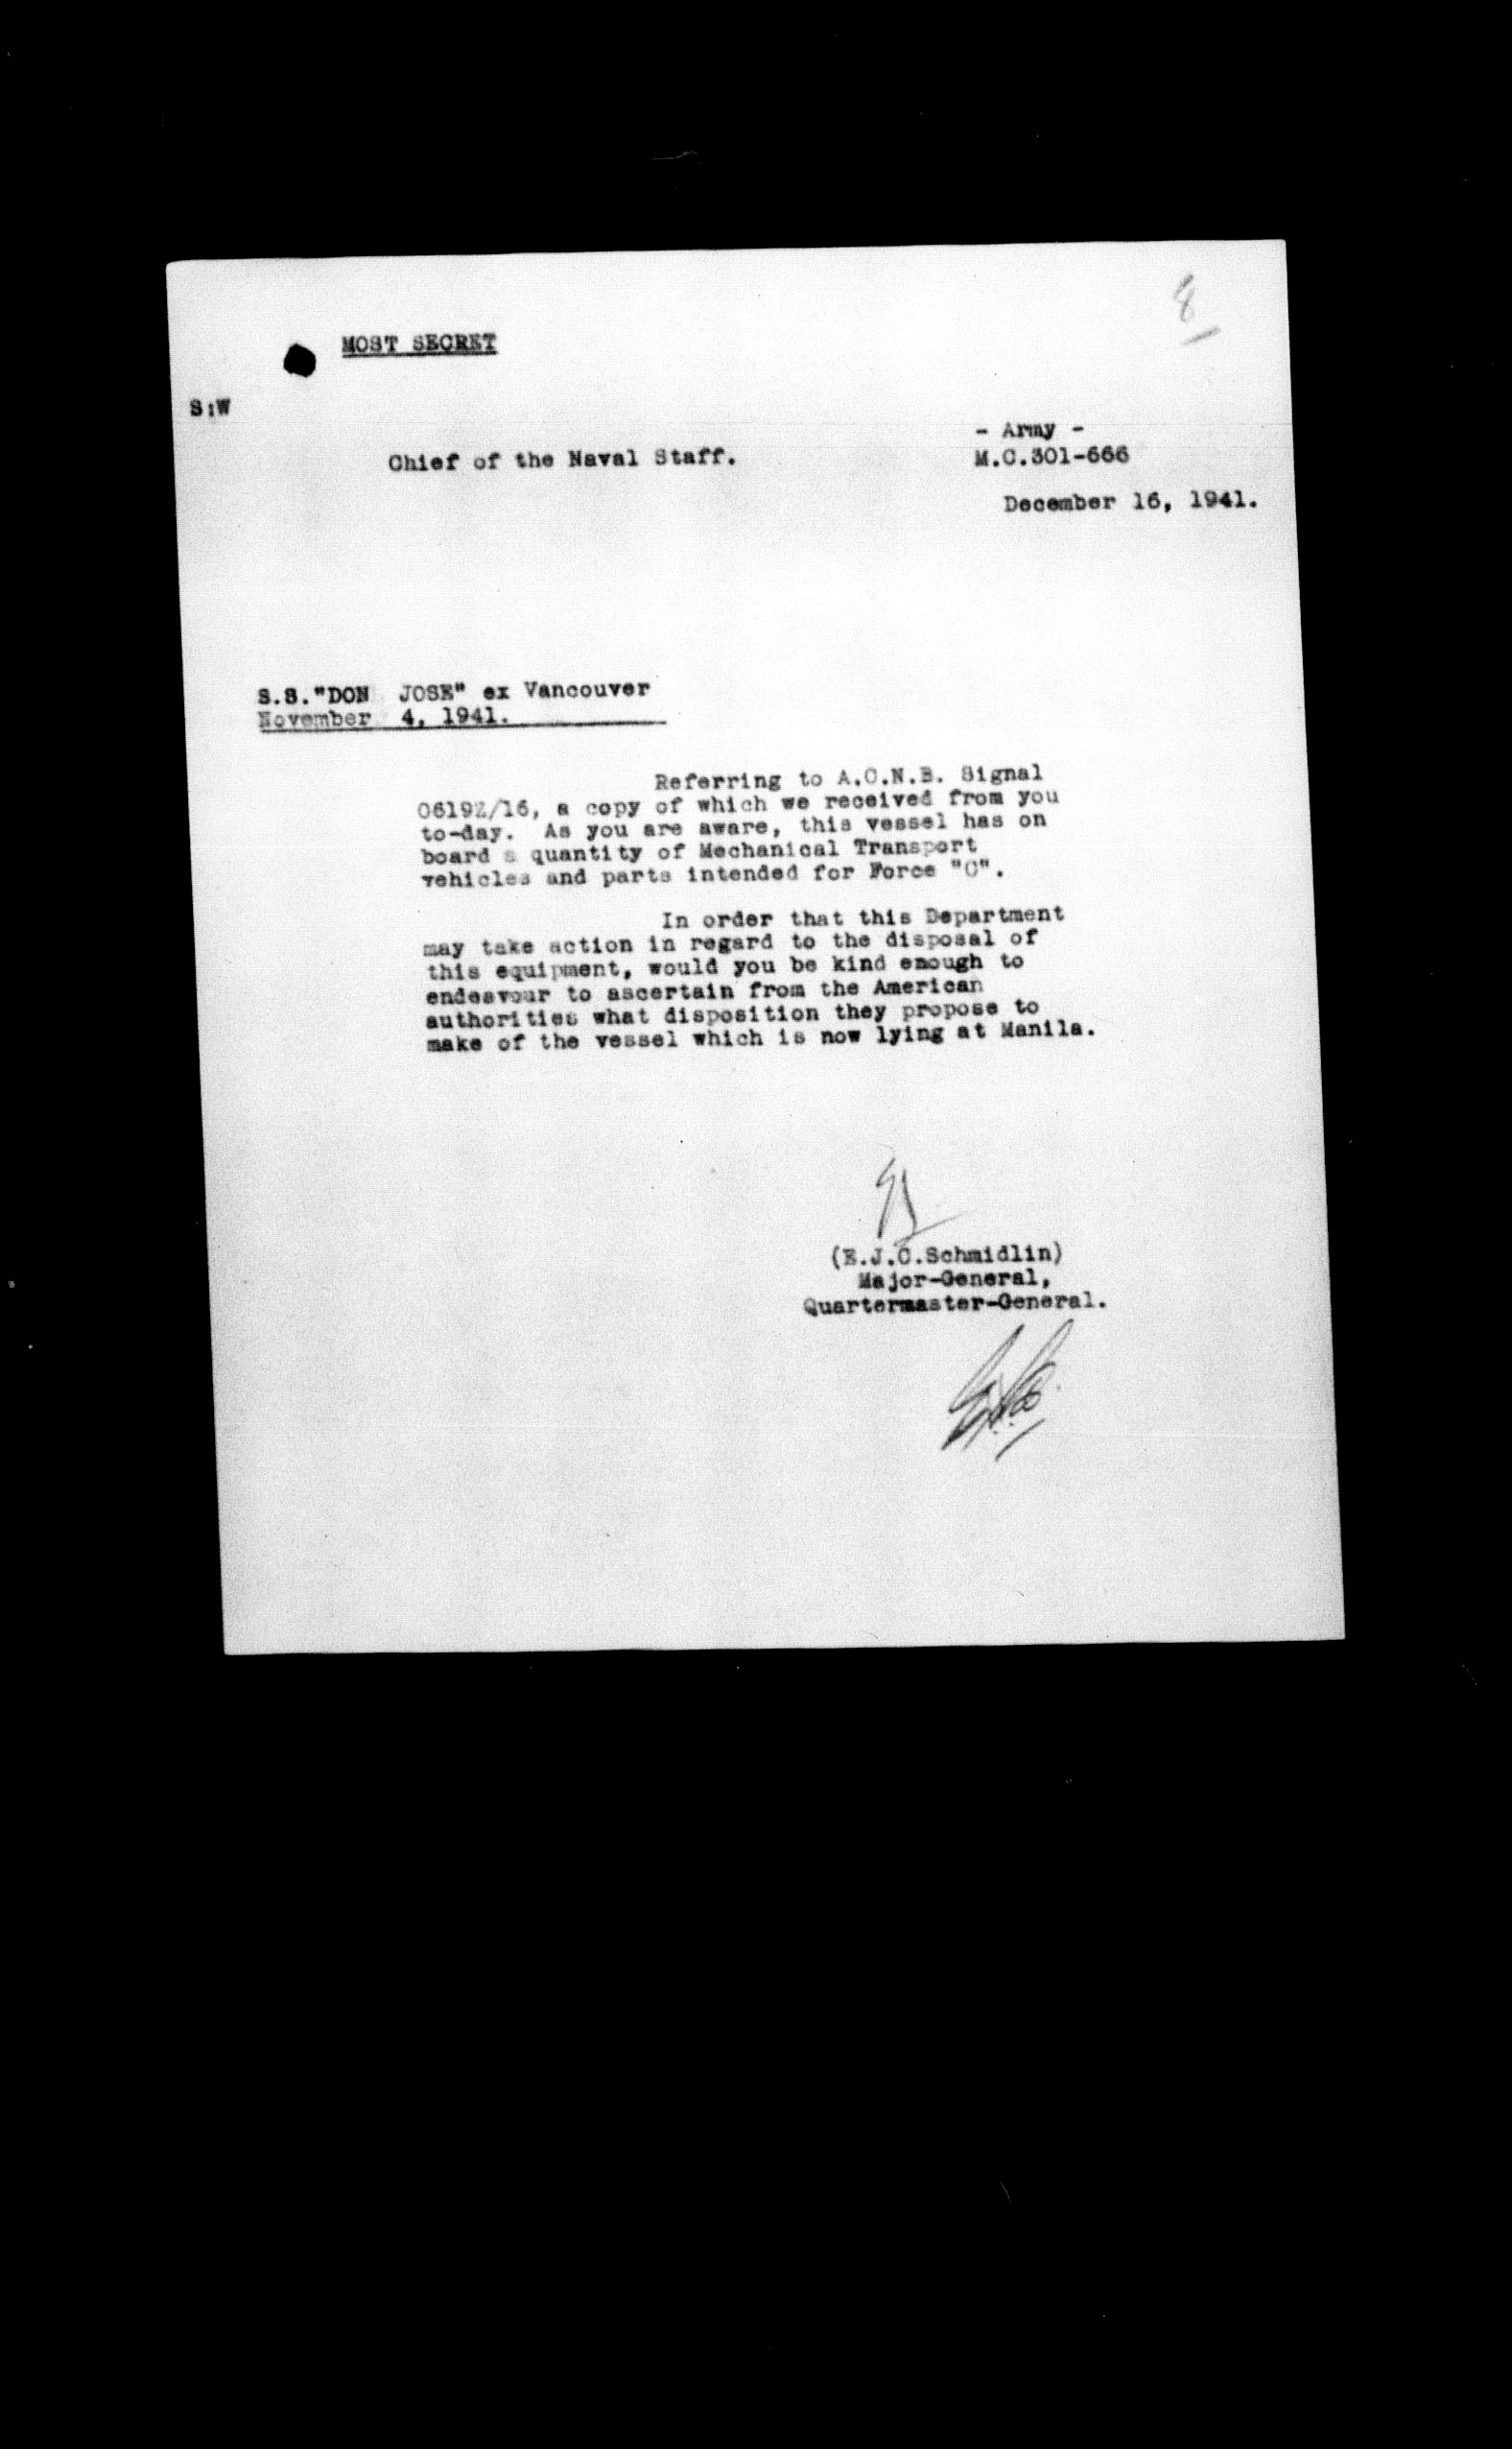 8
MOST SECRET
S:W
- Army -
Chief of the Naval Staff.
M.C.301-666
December 16, 1941.
S.S."DON JOSE" ex Vancouver
November 4, 1941.
Referring to A.C.N.B. Signal
0619Z/16, a copy of which we received from you
to-day. As you are aware, this vessel has on
board a quantity of Mechanical Transport
vehicles and parts intended for Force "C".
In order that this Department
may take action in regard to the disposal of
this equipment, would you be kind enough to
endeavour to ascertain from the American
authorities what disposition they propose to
make of the vessel which is now lying at Manila.
(E.J.C.Schmidlin)
Major-General,
Quartermaster-General.